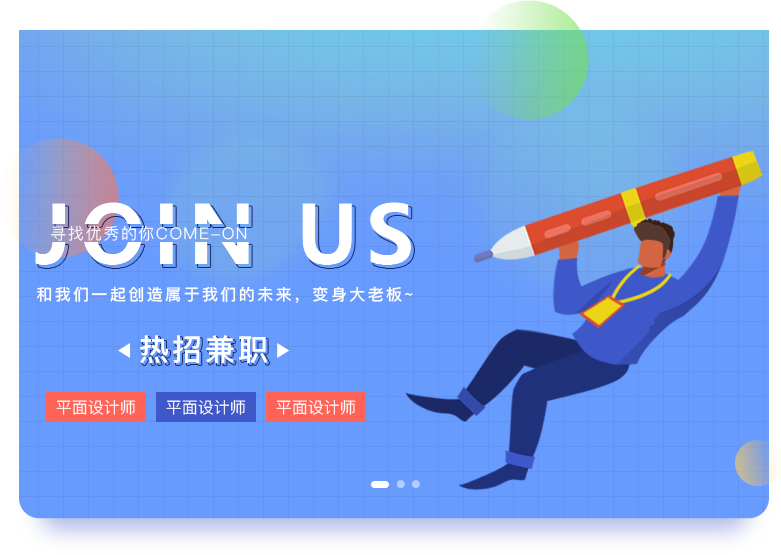 JOIN US
寻找优秀的你COME-ON
和我们一起创造属于我们的未来，变身大老板~
热招兼职
平面设计师 平面设计师 平面设计师